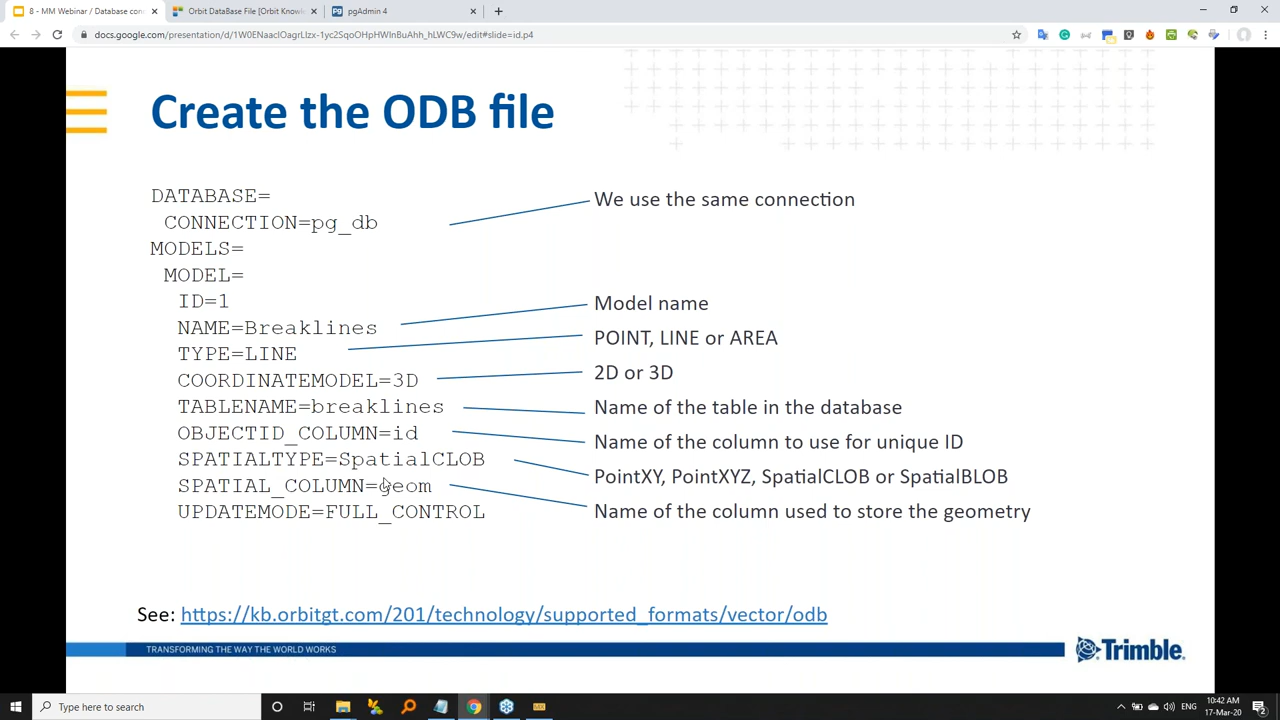 8 - MM Webinar / Database con
Orbit DataBase File [Orbit Knowle
pgAdmin 4
docs.google.com/presentation/d/1W0ENaacIOagrLIzx-1yc2SqoOHpHWInBuAhh_hLWC9w/edit#slide=id.p4
Create the ODB file
DATABASE=
CONNECTION=pg_db
We use the same connection
MODELS=
MODEL=
ID=1
NAME=Breaklines
Model name
TYPE=LINE
POINT, LINE or AREA
COORDINATEMODEL=3D
2D or 3D
TABLENAME=breaklines
Name of the table in the database
OBJECTID_COLUMN=id
Name of the column to use for unique ID
SPATIALTYPE=SpatialCLOB
PointXY, PointXYZ, SpatialCLOB or SpatialBLOB
SPATIAL_COLUMN=geom
Name of the column used to store the geometry
UPDATEMODE=FULL_CONTROL
See: https://kb.orbitgt.com/201/technology/supported_formats/vector/odb
TRANSFORMING THE WAY THE WORLD WORKS
Trimble.
Type here to search
ENG
10:42 AM
17-Mar-20
2